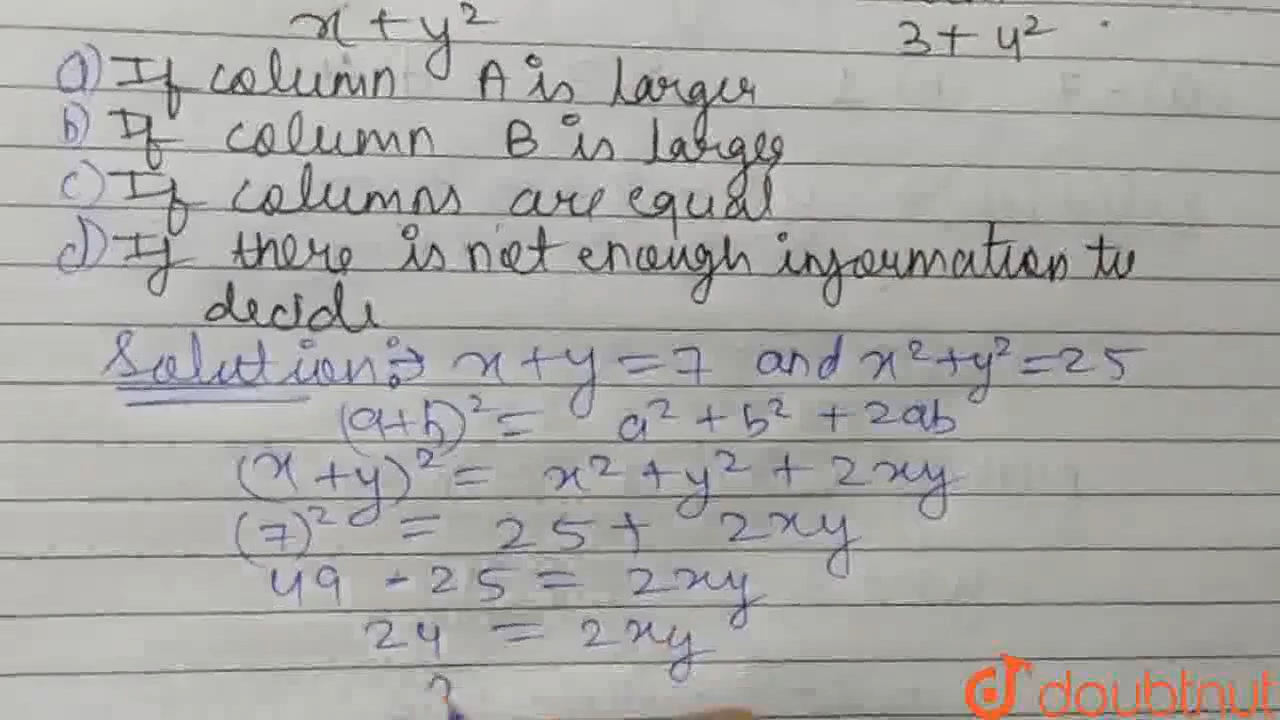 x + y² 3 + y²
a) If column A is larger
b) If column B is larger
c) If columns are equal
d) If there is not enough information to
decide
Solution:→ x + y = 7 and x² + y² = 25
(a+b)² = a² + b² + 2ab
(x + y)² = x² + y² + 2xy
(7)² = 25 + 2xy
49 - 25 = 2xy
24 = 2xy
doubtnut